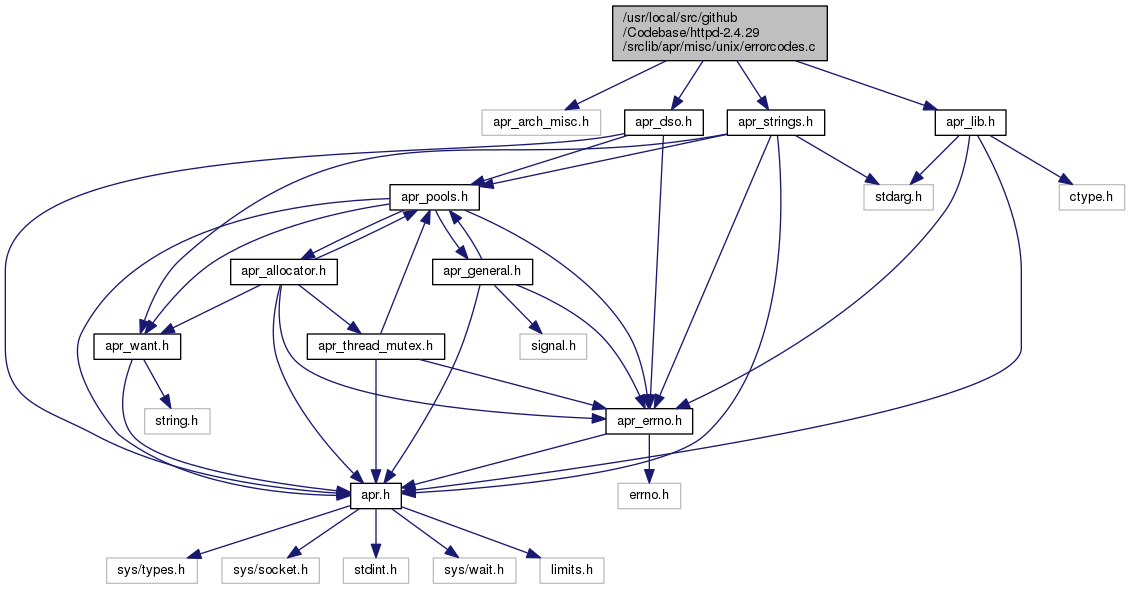 /usr/local/src/github
/Codebase/httpd-2.4.29
/srclib/apr/misc/unix/errorcodes.c
apr_arch_misc.h
apr_dso.h
apr_strings.h
apr_lib.h
apr_pools.h
stdarg.h
ctype.h
apr_allocator.h
apr_general.h
apr_want.h
apr_thread_mutex.h
signal.h
string.h
apr_errno.h
apr.h
errno.h
sys/types.h
sys/socket.h
stdint.h
sys/wait.h
limits.h